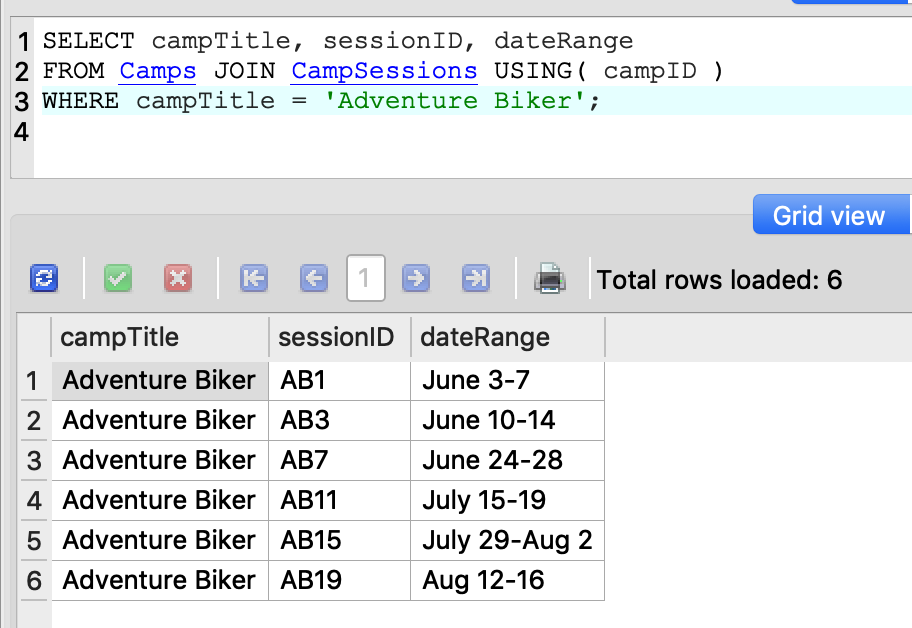 1 SELECT campTitle, sessionID, dateRange
2 FROM Camps JOIN CampSessions USING( campID )
3 WHERE campTitle = 'Adventure Biker';
4
Grid view
1 Total rows loaded: 6
campTitle sessionID dateRange
1 Adventure Biker AB1 June 3-7
2 Adventure Biker AB3 June 10-14
3 Adventure Biker AB7 June 24-28
4 Adventure Biker AB11 July 15-19
5 Adventure Biker AB15 July 29-Aug 2
6 Adventure Biker AB19 Aug 12-16